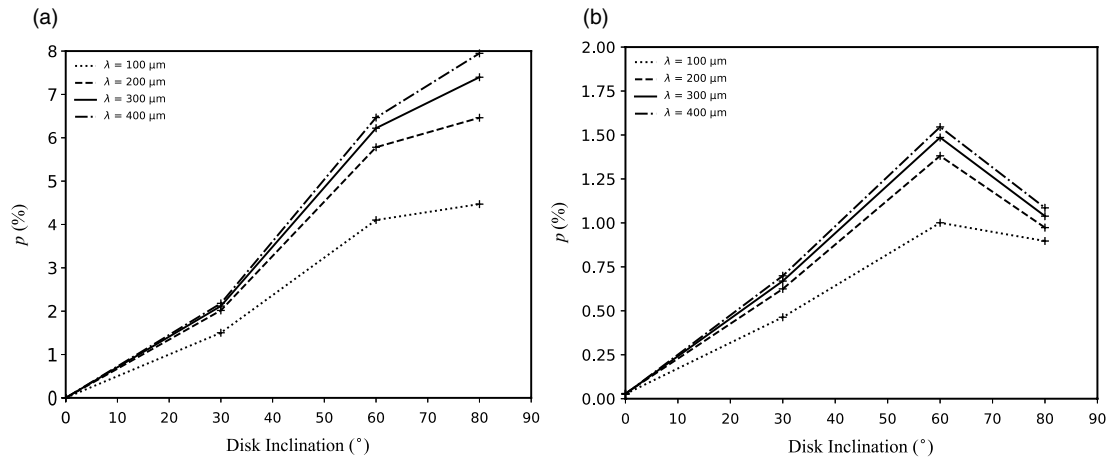 (a)
8
7
6
5
4
3
2
1
0
λ = 100 μm
λ = 200 μm
λ = 300 μm
λ = 400 μm
p (%)
0 10 20 30 40 50 60 70 80 90
Disk Inclination (°)
(b)
2.00
1.75
1.50
1.25
1.00
0.75
0.50
0.25
0.00
λ = 100 μm
λ = 200 μm
λ = 300 μm
λ = 400 μm
p (%)
0 10 20 30 40 50 60 70 80 90
Disk Inclination (°)